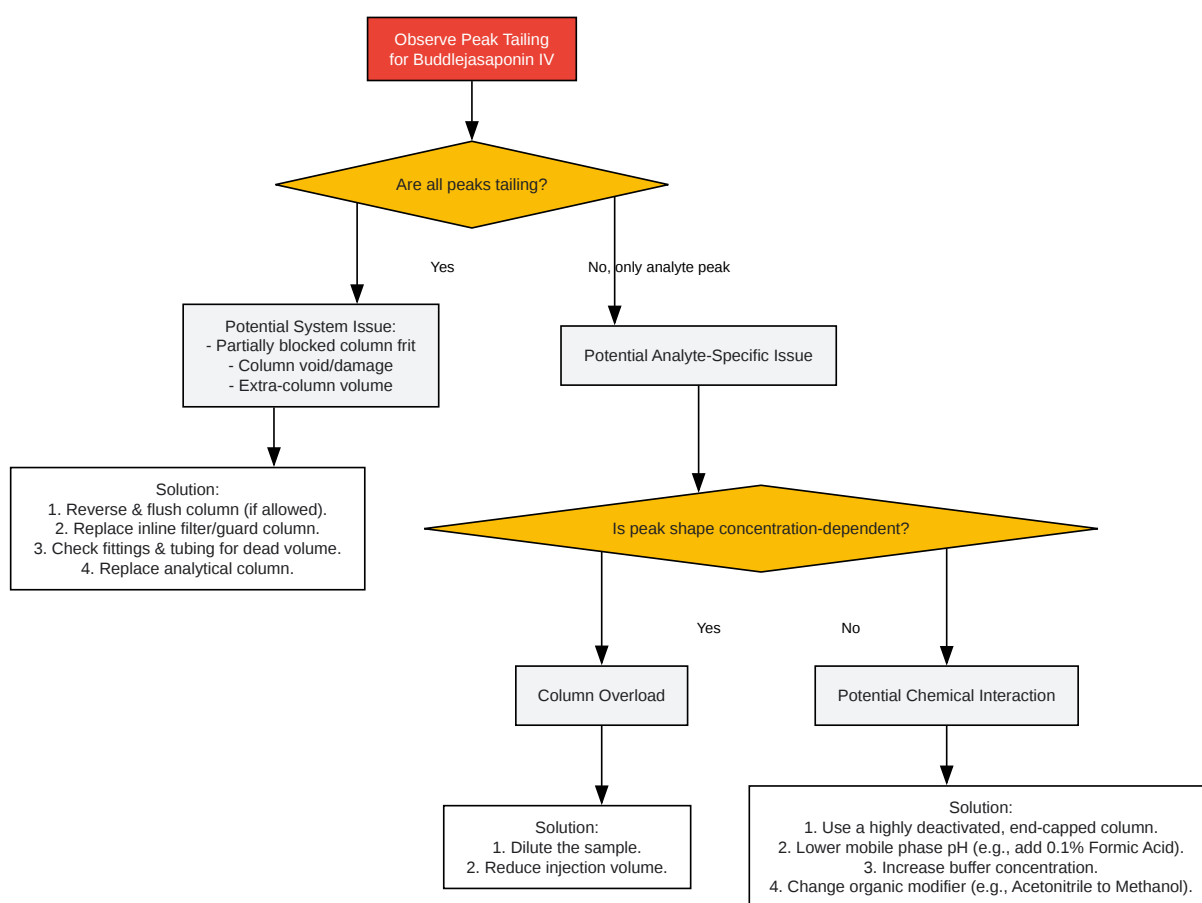 Observe Peak Tailing
for Buddlejasaponin IV
Are all peaks tailing?
Yes
No, only analyte peak
Potential System Issue:
- Partially blocked column frit
- Column void/damage
- Extra-column volume
Potential Analyte-Specific Issue
Solution:
1. Reverse & flush column (if allowed).
2. Replace inline filter/guard column.
3. Check fittings & tubing for dead volume.
4. Replace analytical column.
Is peak shape concentration-dependent?
Yes
No
Column Overload
Potential Chemical Interaction
Solution:
1. Dilute the sample.
2. Reduce injection volume.
Solution:
1. Use a highly deactivated, end-capped column.
2. Lower mobile phase pH (e.g., add 0.1% Formic Acid).
3. Increase buffer concentration.
4. Change organic modifier (e.g., Acetonitrile to Methanol).